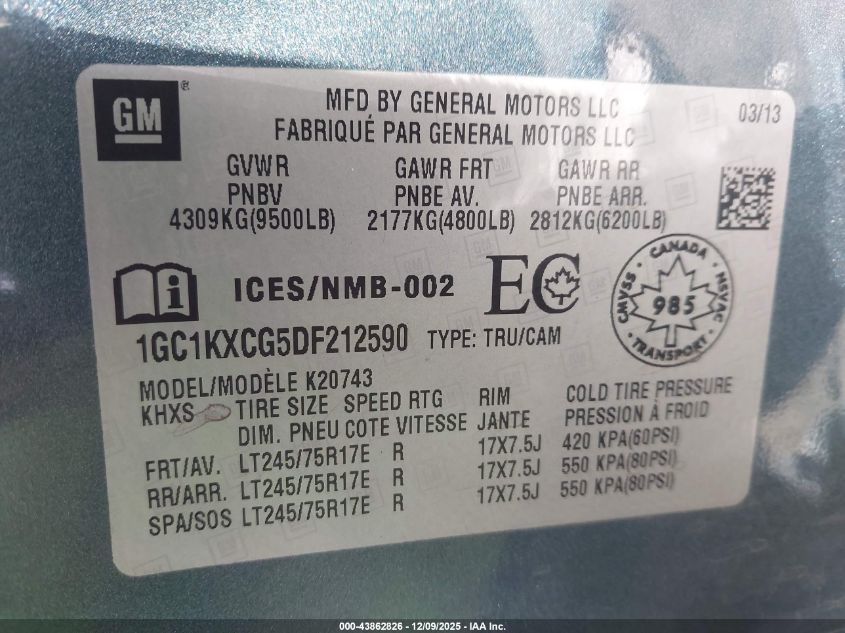 GM®
MFD BY GENERAL MOTORS LLC
03/13
FABRIQUÉ PAR GENERAL MOTORS LLC
GVWR GAWR FRT GAWR RR
PNBV PNBE AV. PNBE ARR.
4309KG(9500LB) 2177KG(4800LB) 2812KG(6200LB)
i ICES/NMB-002 EC
CANADA CMVSS NSVAC 985 TRANSPORT
1GC1KXCG5DF212590 TYPE: TRU/CAM
MODEL/MODÈLE K20743
KHXS TIRE SIZE SPEED RTG RIM COLD TIRE PRESSURE
DIM. PNEU COTE VITESSE JANTE PRESSION À FROID
FRT/AV. LT245/75R17E R 17X7.5J 420 KPA(60PSI)
RR/ARR. LT245/75R17E R 17X7.5J 550 KPA(80PSI)
SPA/SOS LT245/75R17E R 17X7.5J 550 KPA(80PSI)
000-43862826 - 12/09/2025 - IAA Inc.